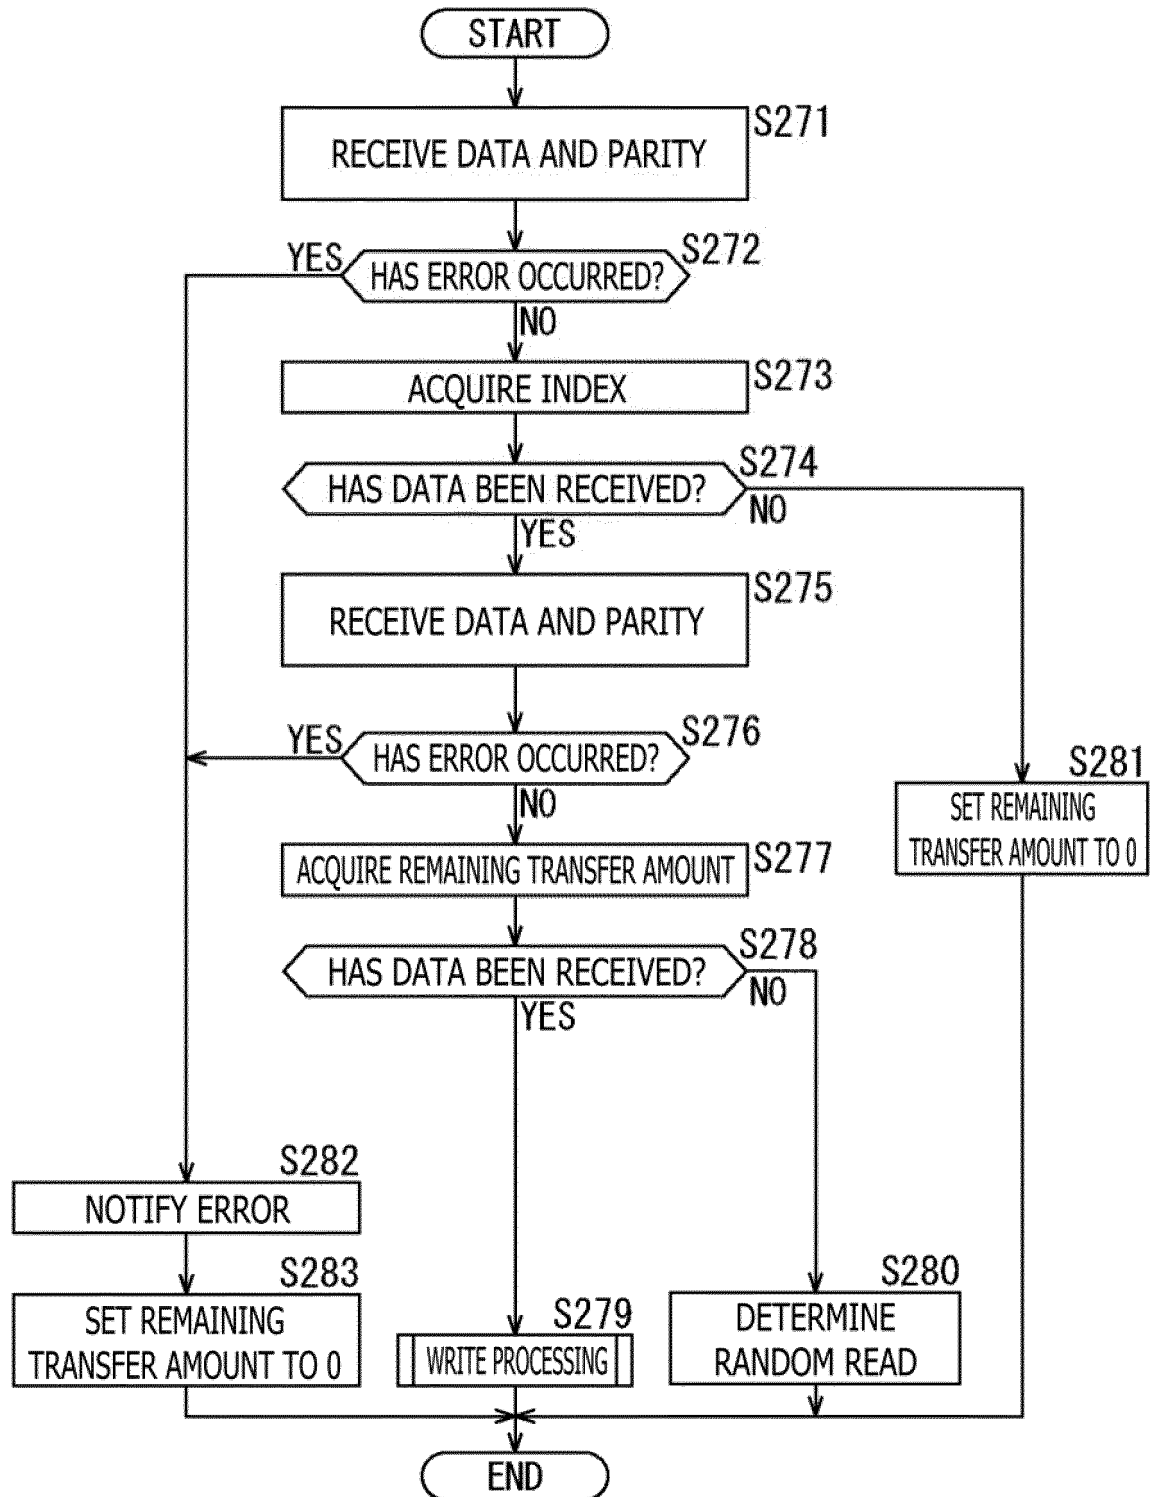 START
S271
RECEIVE DATA AND PARITY
S272
YES
HAS ERROR OCCURRED?
NO
S273
ACQUIRE INDEX
S274
HAS DATA BEEN RECEIVED?
NO
YES
S275
RECEIVE DATA AND PARITY
S276
YES
HAS ERROR OCCURRED?
NO
S281
SET REMAINING
TRANSFER AMOUNT TO 0
S277
ACQUIRE REMAINING TRANSFER AMOUNT
S278
HAS DATA BEEN RECEIVED?
NO
YES
S282
NOTIFY ERROR
S283
SET REMAINING
TRANSFER AMOUNT TO 0
S279
WRITE PROCESSING
S280
DETERMINE
RANDOM READ
END